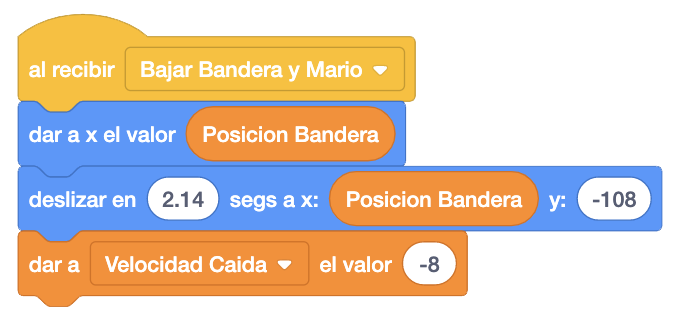 al recibir Bajar Bandera y Mario
dar a x el valor Posicion Bandera
deslizar en 2.14 segs a x: Posicion Bandera y: -108
dar a Velocidad Caida el valor -8